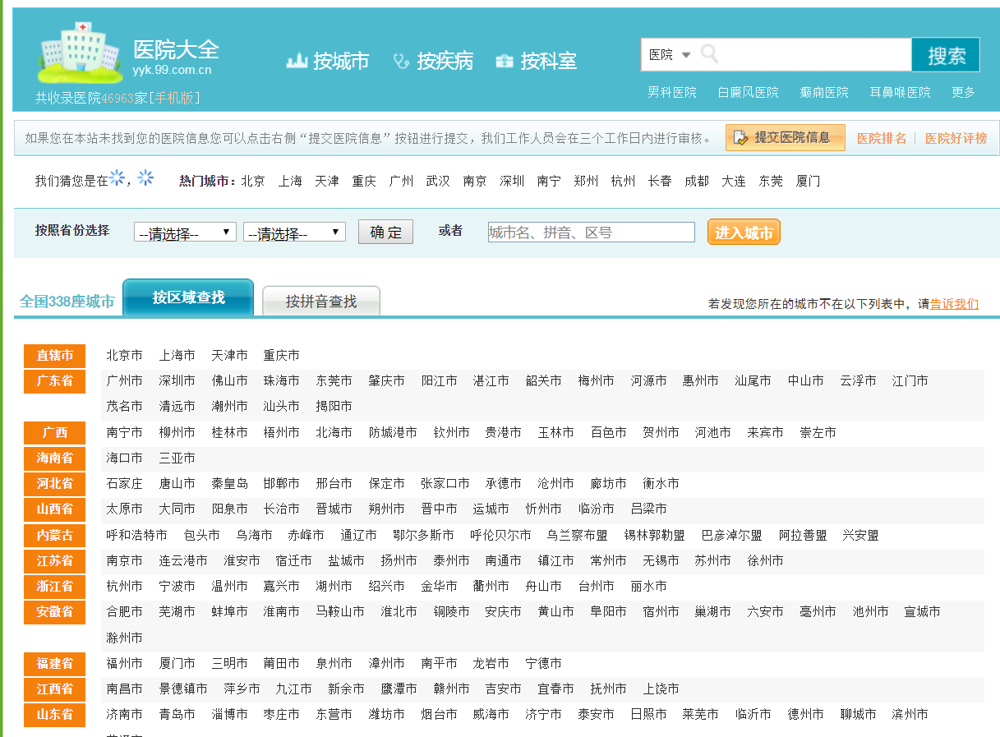 医院大全
yyk.99.com.cn
共收录医院46963家[手机版]
按城市 按疾病 按科室
医院 搜索
男科医院 白癜风医院 癫痫医院 耳鼻喉医院 更多
如果您在本站未找到您的医院信息您可以点击右侧“提交医院信息”按钮进行提交，我们工作人员会在三个工作日内进行审核。 提交医院信息 医院排名 | 医院好评榜
我们猜您是在， 热门城市：北京 上海 天津 重庆 广州 武汉 南京 深圳 南宁 郑州 杭州 长春 成都 大连 东莞 厦门
按照省份选择 --请选择-- --请选择-- 确 定 或者 城市名、拼音、区号 进入城市
全国338座城市 按区域查找 按拼音查找 若发现您所在的城市不在以下列表中，请告诉我们
直辖市 北京市 上海市 天津市 重庆市
广东省 广州市 深圳市 佛山市 珠海市 东莞市 肇庆市 阳江市 湛江市 韶关市 梅州市 河源市 惠州市 汕尾市 中山市 云浮市 江门市
茂名市 清远市 潮州市 汕头市 揭阳市
广西 南宁市 柳州市 桂林市 梧州市 北海市 防城港市 钦州市 贵港市 玉林市 百色市 贺州市 河池市 来宾市 崇左市
海南省 海口市 三亚市
河北省 石家庄 唐山市 秦皇岛 邯郸市 邢台市 保定市 张家口市 承德市 沧州市 廊坊市 衡水市
山西省 太原市 大同市 阳泉市 长治市 晋城市 朔州市 晋中市 运城市 忻州市 临汾市 吕梁市
内蒙古 呼和浩特市 包头市 乌海市 赤峰市 通辽市 鄂尔多斯市 呼伦贝尔市 乌兰察布盟 锡林郭勒盟 巴彦淖尔盟 阿拉善盟 兴安盟
江苏省 南京市 连云港市 淮安市 宿迁市 盐城市 扬州市 泰州市 南通市 镇江市 常州市 无锡市 苏州市 徐州市
浙江省 杭州市 宁波市 温州市 嘉兴市 湖州市 绍兴市 金华市 衢州市 舟山市 台州市 丽水市
安徽省 合肥市 芜湖市 蚌埠市 淮南市 马鞍山市 淮北市 铜陵市 安庆市 黄山市 阜阳市 宿州市 巢湖市 六安市 亳州市 池州市 宣城市
滁州市
福建省 福州市 厦门市 三明市 莆田市 泉州市 漳州市 南平市 龙岩市 宁德市
江西省 南昌市 景德镇市 萍乡市 九江市 新余市 鹰潭市 赣州市 吉安市 宜春市 抚州市 上饶市
山东省 济南市 青岛市 淄博市 枣庄市 东营市 潍坊市 烟台市 威海市 济宁市 泰安市 日照市 莱芜市 临沂市 德州市 聊城市 滨州市